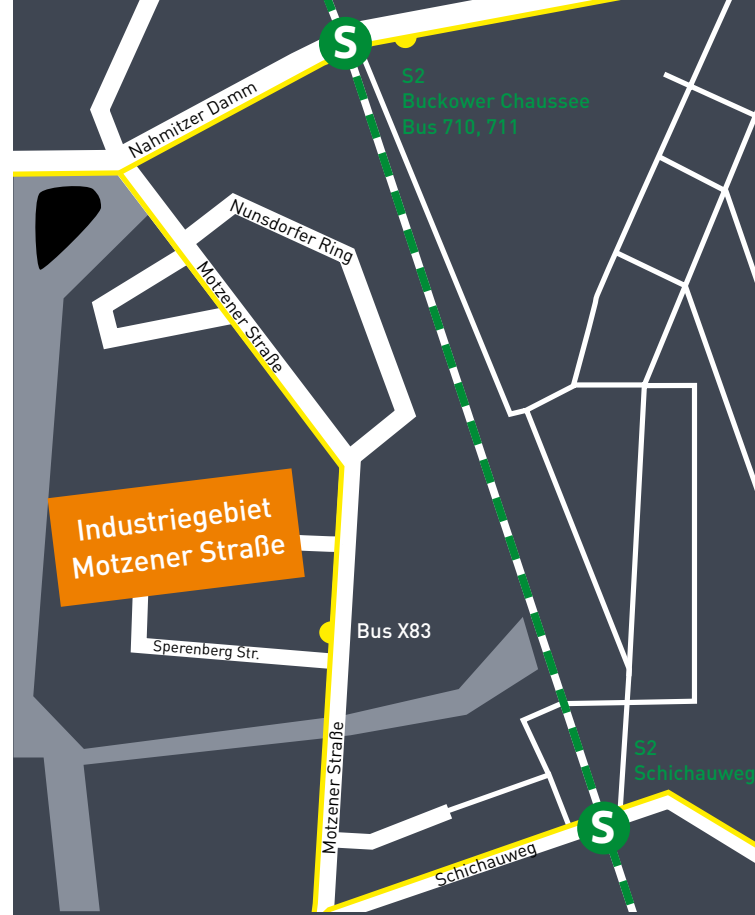 S
S2
Buckower Chaussee
Bus 710, 711
Nahmitzer Damm
Nunsdorfer Ring
Motzener Straße
Industriegebiet
Motzener Straße
Bus X83
Sperenberg Str.
Motzener Straße
S2
Schichauweg
S
Schichauweg